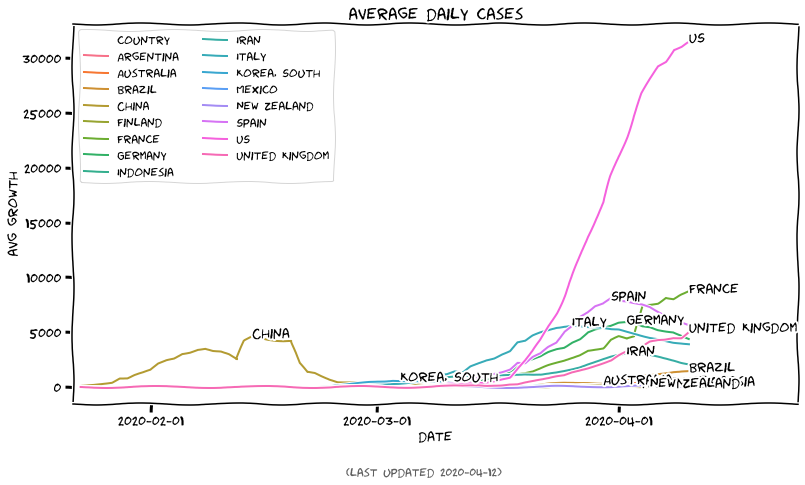 AVERAGE DAILY CASES
30000
25000
20000
15000
10000
5000
0
AVG GROWTH
COUNTRY
ARGENTINA
AUSTRALIA
BRAZIL
CHINA
FINLAND
FRANCE
GERMANY
INDONESIA
IRAN
ITALY
KOREA, SOUTH
MEXICO
NEW ZEALAND
SPAIN
US
UNITED KINGDOM
US
FRANCE
SPAIN
GERMANY
ITALY
UNITED KINGDOM
CHINA
IRAN
BRAZIL
KOREA, SOUTH
NEW ZEALAND
2020-02-01
2020-03-01
2020-04-01
DATE
(LAST UPDATED 2020-04-12)